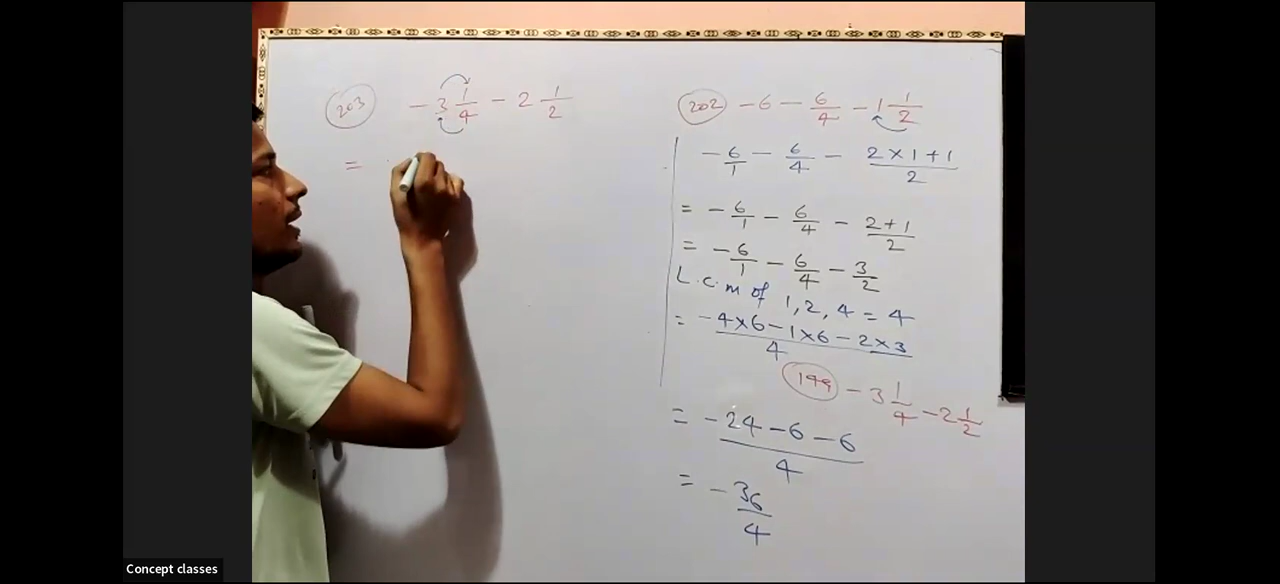 203 - 3 1/4 - 2 1/2
=
202 - 6 - 6/4 - 1 1/2
- 6/1 - 6/4 - 2×1+1/2
= - 6/1 - 6/4 - 2+1/2
= - 6/1 - 6/4 - 3/2
L.c.m of 1, 2, 4 = 4
= - 4×6-1×6-2×3/4
199 - 3 1/4 - 2 1/2
= - 24-6-6/4
= - 36/4
Concept classes